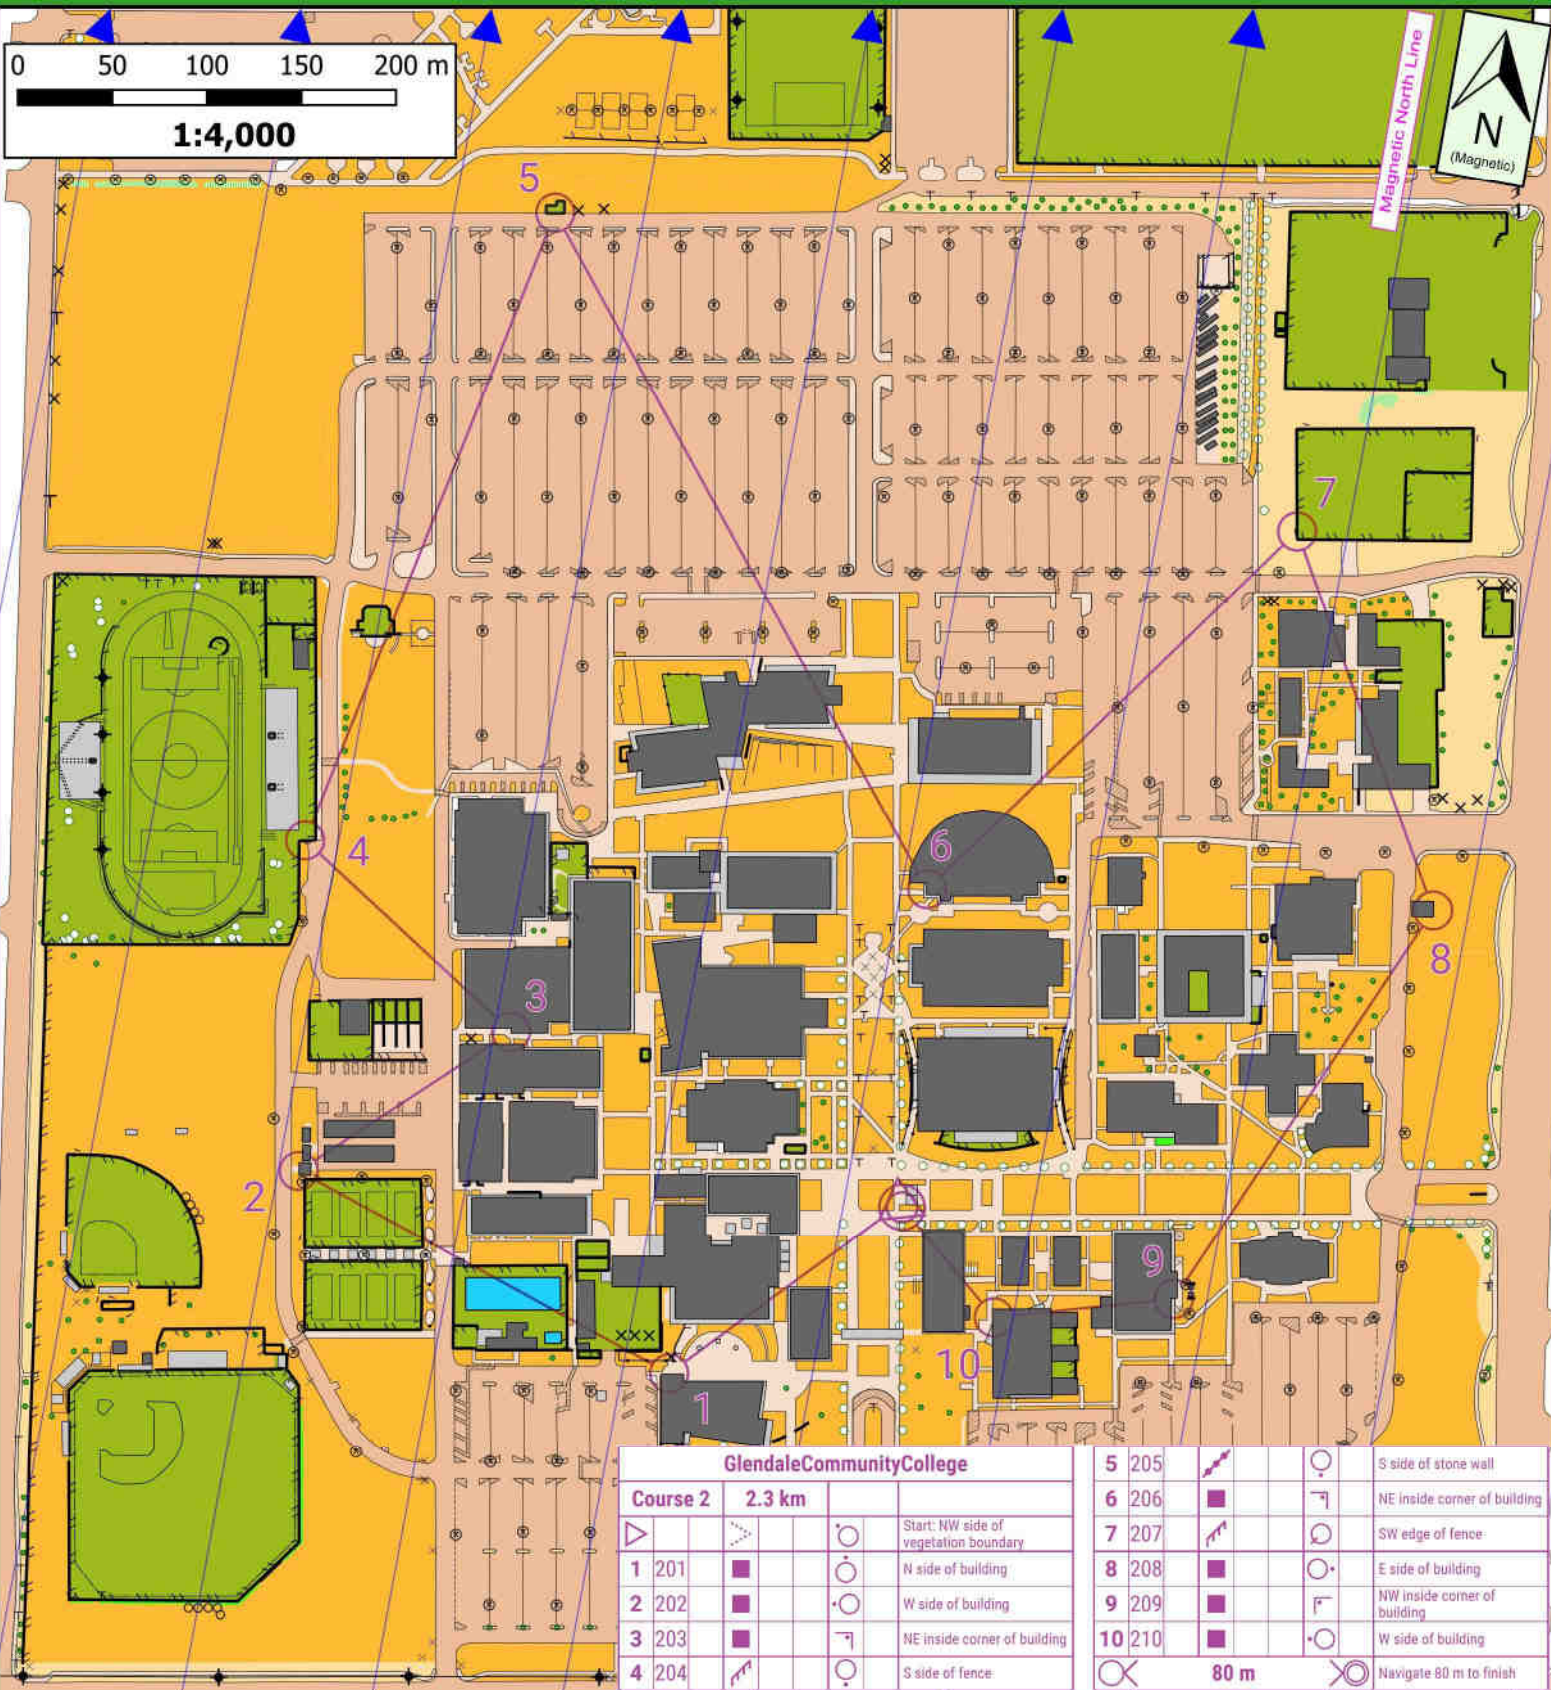 0 50 100 150 200 m
1:4,000
Magnetic North Line
N
(Magnetic)
5
7
6
4
8
3
2
9
10
1
GlendaleCommunityCollege
Course 2 2.3 km
Start: NW side of
vegetation boundary
1 201 N side of building
2 202 W side of building
3 203 NE inside corner of building
4 204 S side of fence
5 205 S side of stone wall
6 206 NE inside corner of building
7 207 SW edge of fence
8 208 E side of building
9 209 NW inside corner of
building
10 210 W side of building
80 m Navigate 80 m to finish